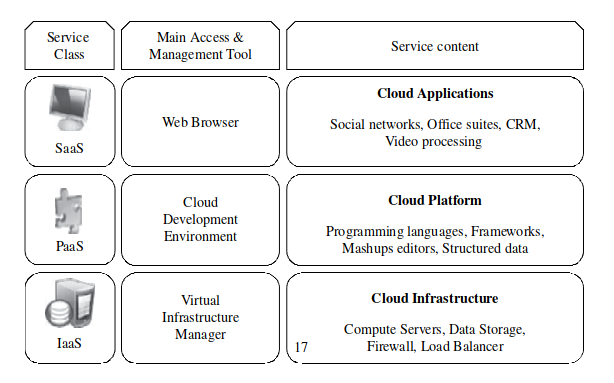 Service
Class
Main Access &
Management Tool
Service content
SaaS
Web Browser
Cloud Applications
Social networks, Office suites, CRM,
Video processing
PaaS
Cloud
Development
Environment
Cloud Platform
Programming languages, Frameworks,
Mashups editors, Structured data
IaaS
Virtual
Infrastructure
Manager
Cloud Infrastructure
Compute Servers, Data Storage,
Firewall, Load Balancer
17